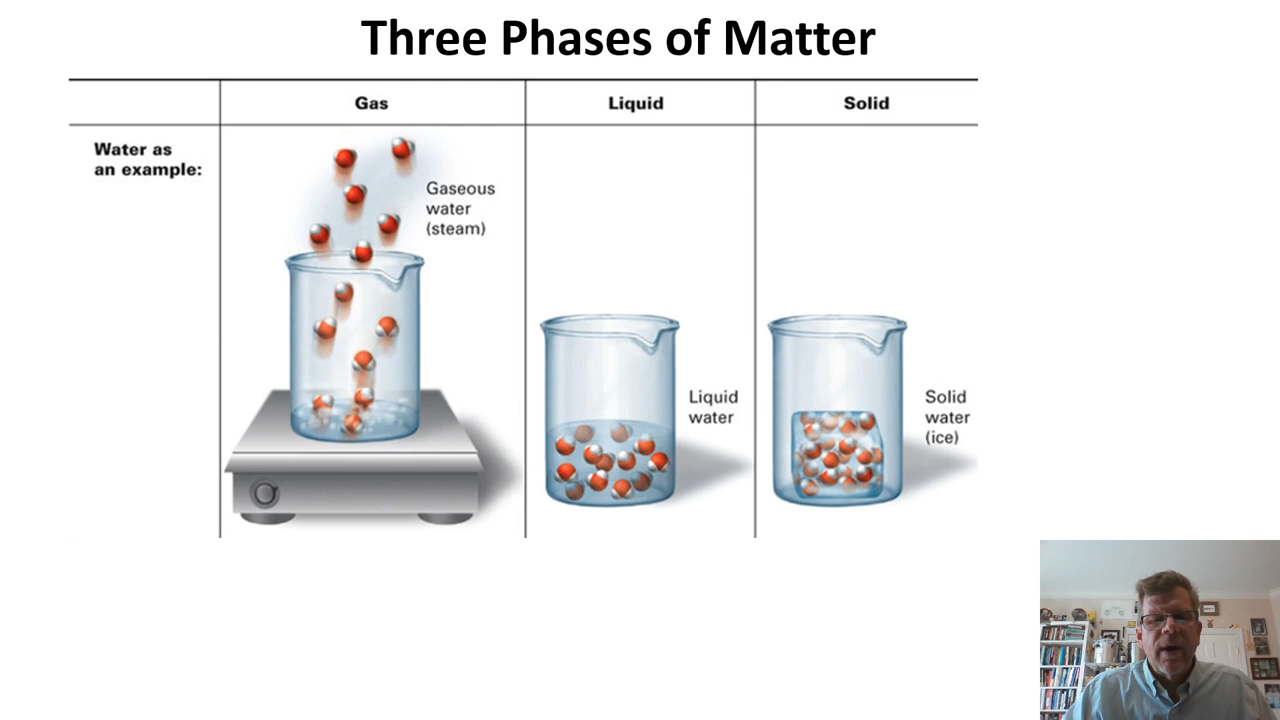 Three Phases of Matter
Gas
Liquid
Solid
Water as
an example:
Gaseous
water
(steam)
Liquid
water
Solid
water
(ice)